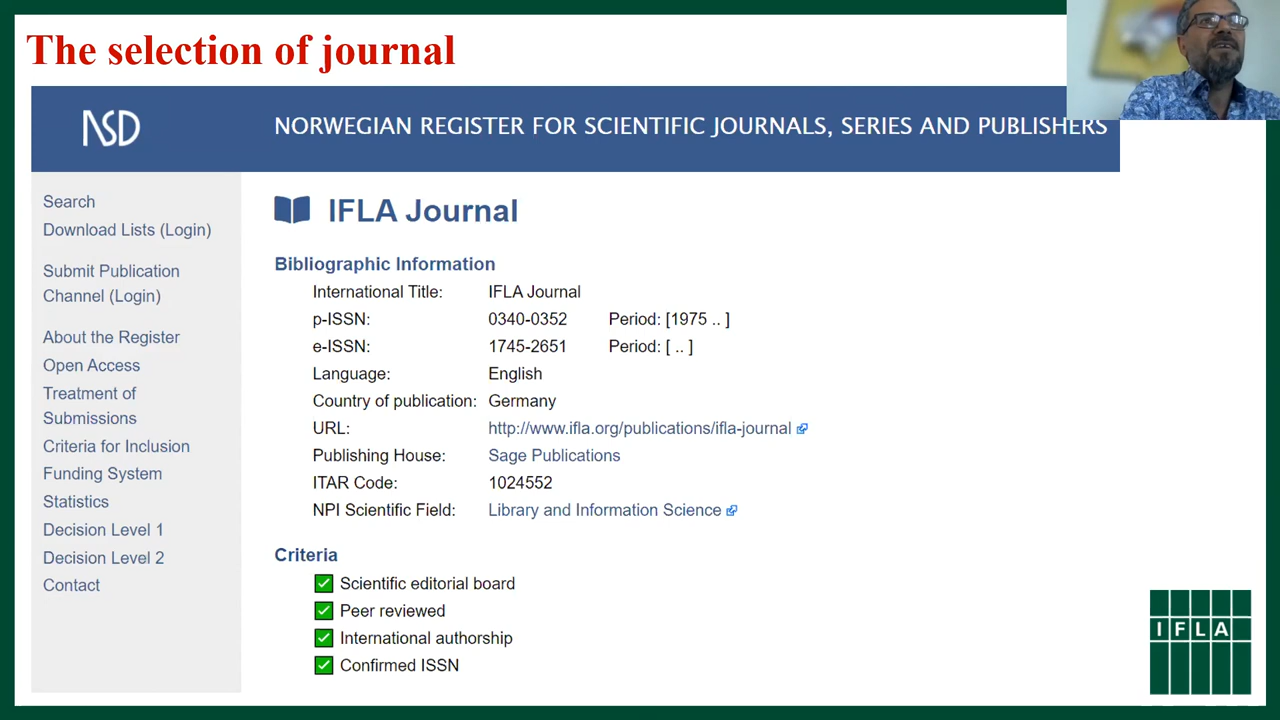 The selection of journal
NSD
NORWEGIAN REGISTER FOR SCIENTIFIC JOURNALS, SERIES AND PUBLISHERS
Search
Download Lists (Login)
Submit Publication
Channel (Login)
About the Register
Open Access
Treatment of
Submissions
Criteria for Inclusion
Funding System
Statistics
Decision Level 1
Decision Level 2
Contact
IFLA Journal
Bibliographic Information
International Title: IFLA Journal
p-ISSN: 0340-0352 Period: [1975 .. ]
e-ISSN: 1745-2651 Period: [ .. ]
Language: English
Country of publication: Germany
URL: http://www.ifla.org/publications/ifla-journal
Publishing House: Sage Publications
ITAR Code: 1024552
NPI Scientific Field: Library and Information Science
Criteria
Scientific editorial board
Peer reviewed
International authorship
Confirmed ISSN
IFLA